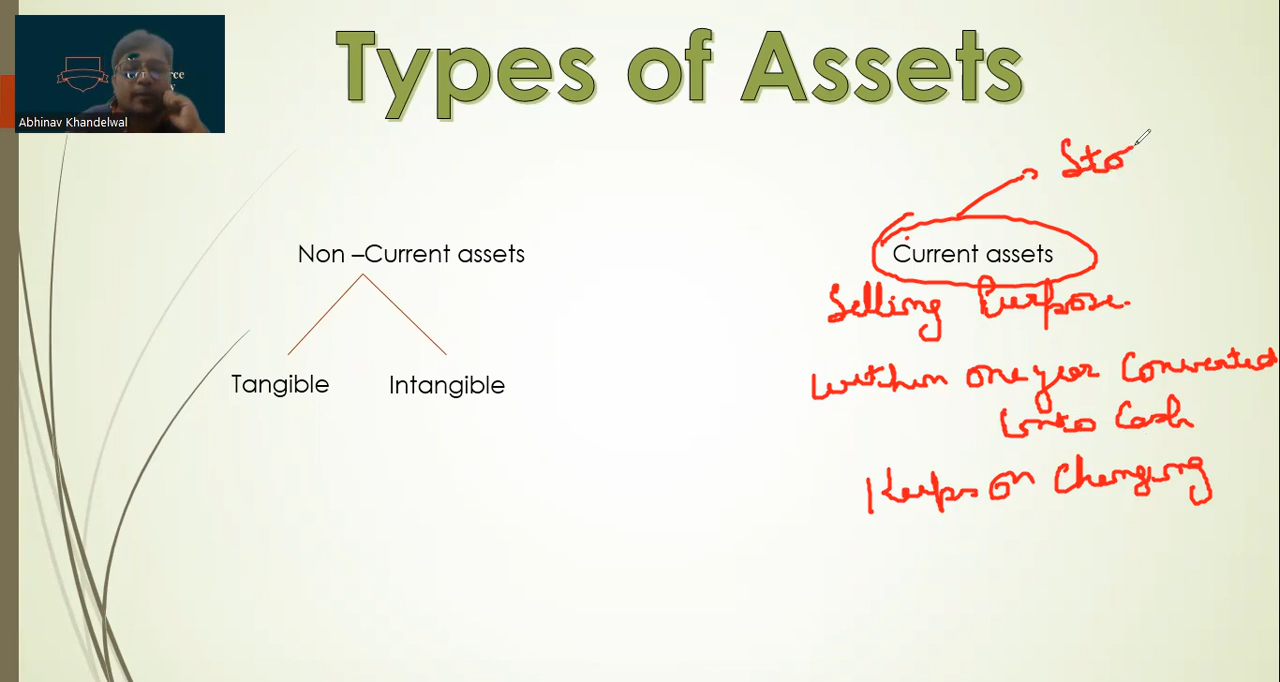 Types of Assets
Abhinav Khandelwal
Sto
Non –Current assets
Current assets
Selling Purpose.
Within one year Converted
Into Cash
Tangible
Intangible
Keeps on Changing